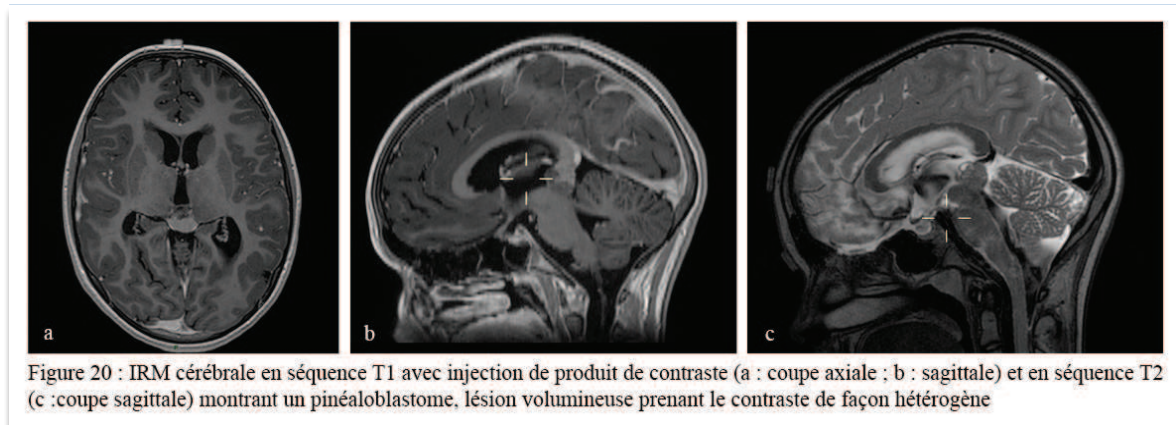 a
b
c
Figure 20 : IRM cérébrale en séquence T1 avec injection de produit de contraste (a : coupe axiale ; b : sagittale) et en séquence T2
(c :coupe sagittale) montrant un pinéaloblastome, lésion volumineuse prenant le contraste de façon hétérogène